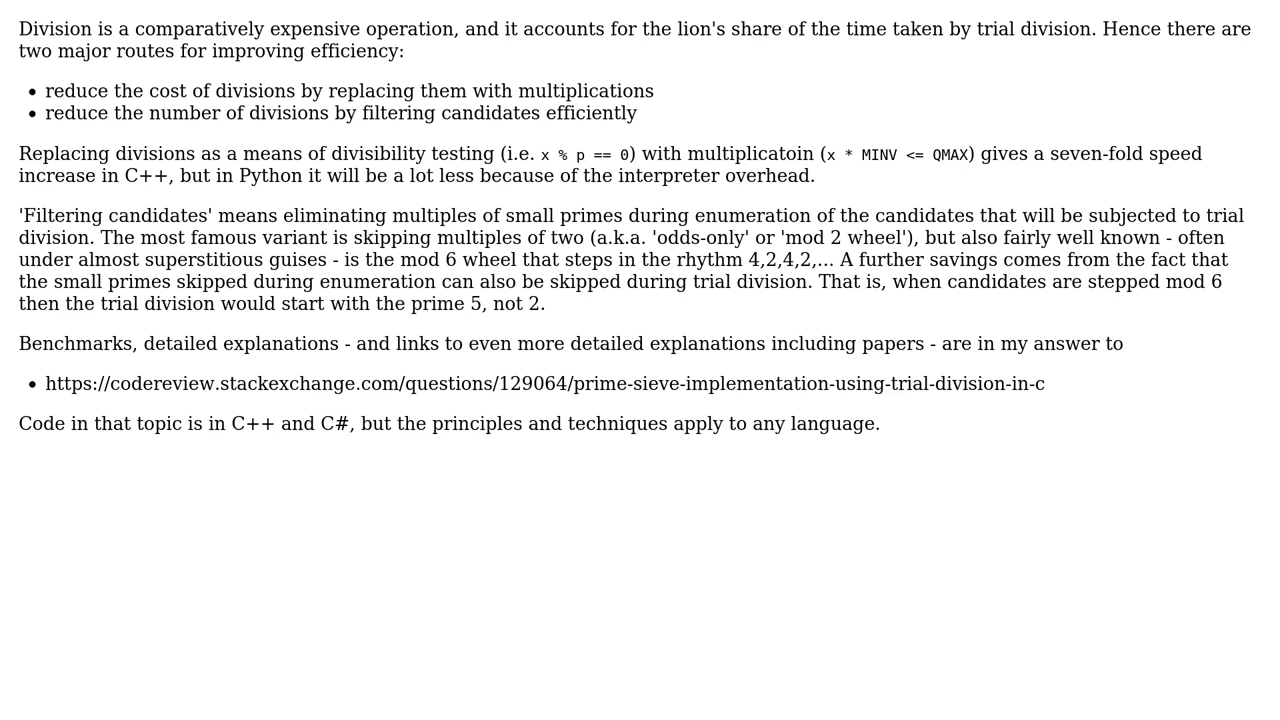 Division is a comparatively expensive operation, and it accounts for the lion's share of the time taken by trial division. Hence there are
two major routes for improving efficiency:
• reduce the cost of divisions by replacing them with multiplications
• reduce the number of divisions by filtering candidates efficiently
Replacing divisions as a means of divisibility testing (i.e. x % p == 0) with multiplicatoin (x * MINV <= QMAX) gives a seven-fold speed
increase in C++, but in Python it will be a lot less because of the interpreter overhead.
'Filtering candidates' means eliminating multiples of small primes during enumeration of the candidates that will be subjected to trial
division. The most famous variant is skipping multiples of two (a.k.a. 'odds-only' or 'mod 2 wheel'), but also fairly well known - often
under almost superstitious guises - is the mod 6 wheel that steps in the rhythm 4,2,4,2,... A further savings comes from the fact that
the small primes skipped during enumeration can also be skipped during trial division. That is, when candidates are stepped mod 6
then the trial division would start with the prime 5, not 2.
Benchmarks, detailed explanations - and links to even more detailed explanations including papers - are in my answer to
• https://codereview.stackexchange.com/questions/129064/prime-sieve-implementation-using-trial-division-in-c
Code in that topic is in C++ and C#, but the principles and techniques apply to any language.